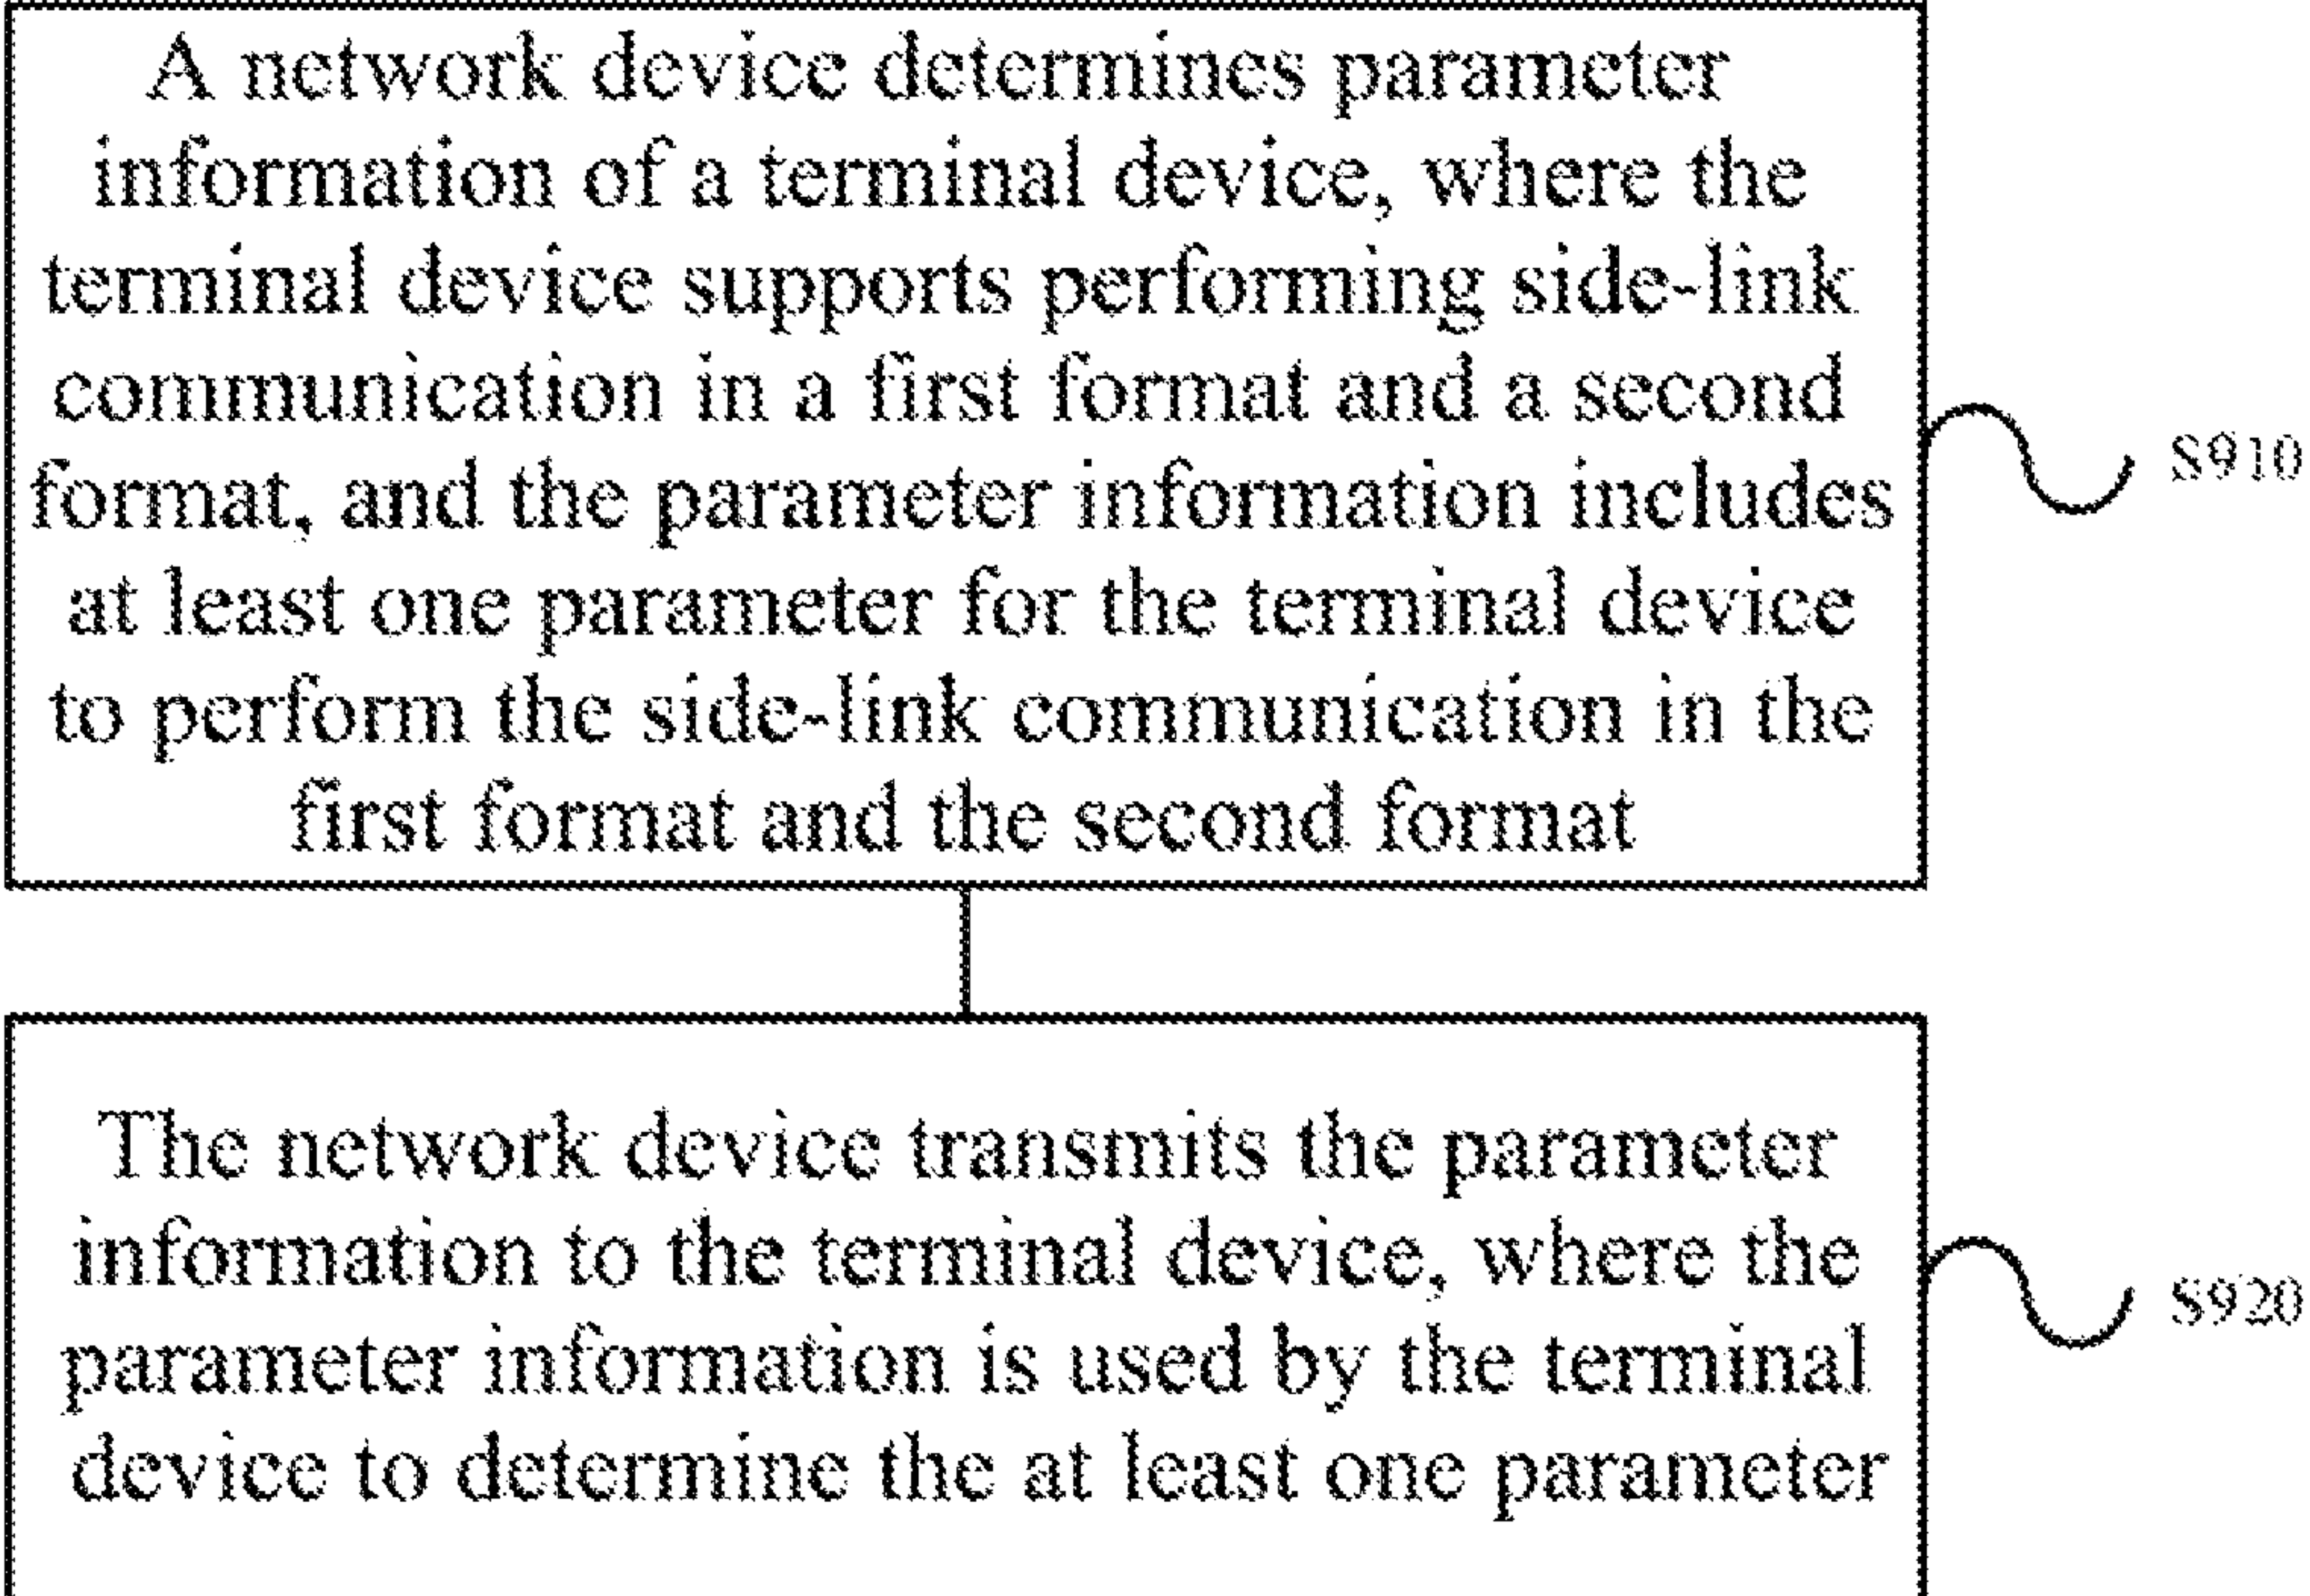 A network device determines parameter
information of a terminal device, where the
terminal device supports performing side-link
communication in a first format and a second
format, and the parameter information includes
at least one parameter for the terminal device
to perform the side-link communication in the
first format and the second format
S910
The network device transmits the parameter
information to the terminal device, where the
parameter information is used by the terminal
device to determine the at least one parameter
S920